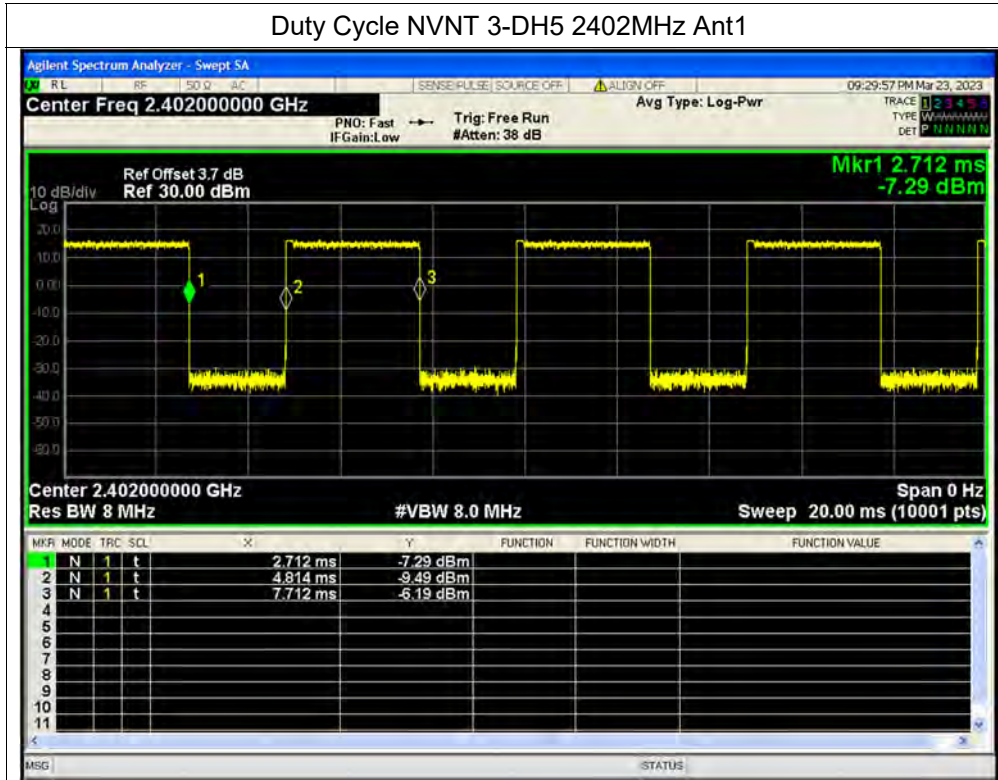 Duty Cycle NVNT 3-DH5 2402MHz Ant1
Agilent Spectrum Analyzer - Swept SA
RL RF 50 Ω AC SENSE:PULSE SOURCE OFF ALIGN OFF 09:29:57 PM Mar 23, 2023
Center Freq 2.402000000 GHz Avg Type: Log-Pwr TRACE 1 2 3 4 5 6
PNO: Fast Trig: Free Run TYPE W
IFGain:Low #Atten: 38 dB DET P N N N N N
Mkr1 2.712 ms
Ref Offset 3.7 dB
10 dB/div Ref 30.00 dBm -7.29 dBm
Log
20.0
10.0
0.00
-10.0
-20.0
-30.0
-40.0
-50.0
-60.0
1
2
3
Center 2.402000000 GHz Span 0 Hz
Res BW 8 MHz #VBW 8.0 MHz Sweep 20.00 ms (10001 pts)
MKR MODE TRC SCL X Y FUNCTION FUNCTION WIDTH FUNCTION VALUE
1 N 1 t 2.712 ms -7.29 dBm
2 N 1 t 4.814 ms -9.49 dBm
3 N 1 t 7.712 ms -6.19 dBm
4
5
6
7
8
9
10
11
MSG STATUS